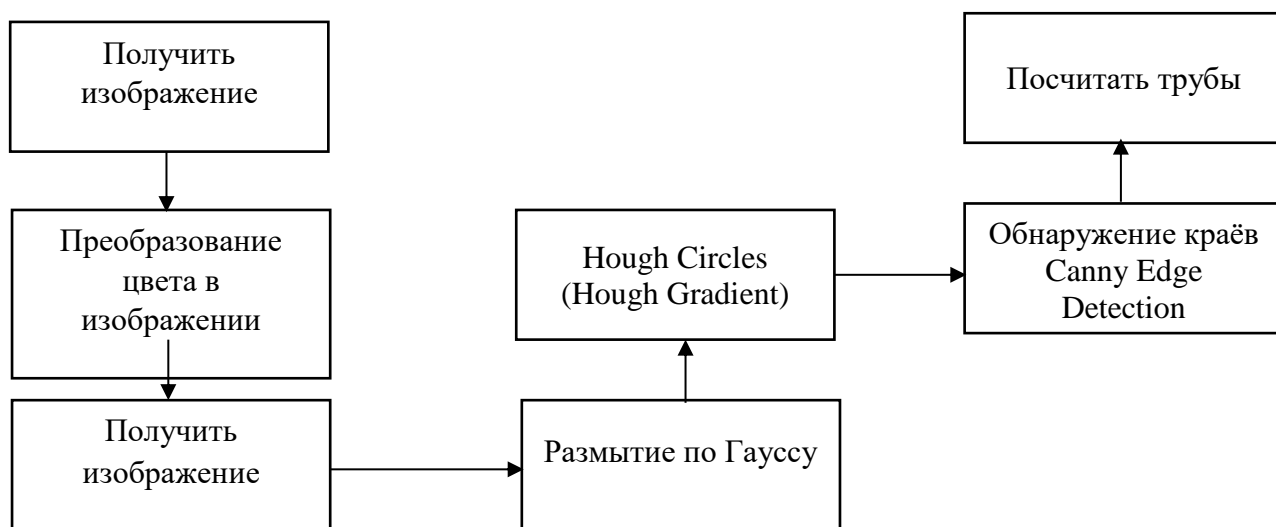 Получить
изображение
Преобразование
цвета в
изображении
Получить
изображение
Размытие по Гауссу
Hough Circles
(Hough Gradient)
Обнаружение краёв
Canny Edge
Detection
Посчитать трубы